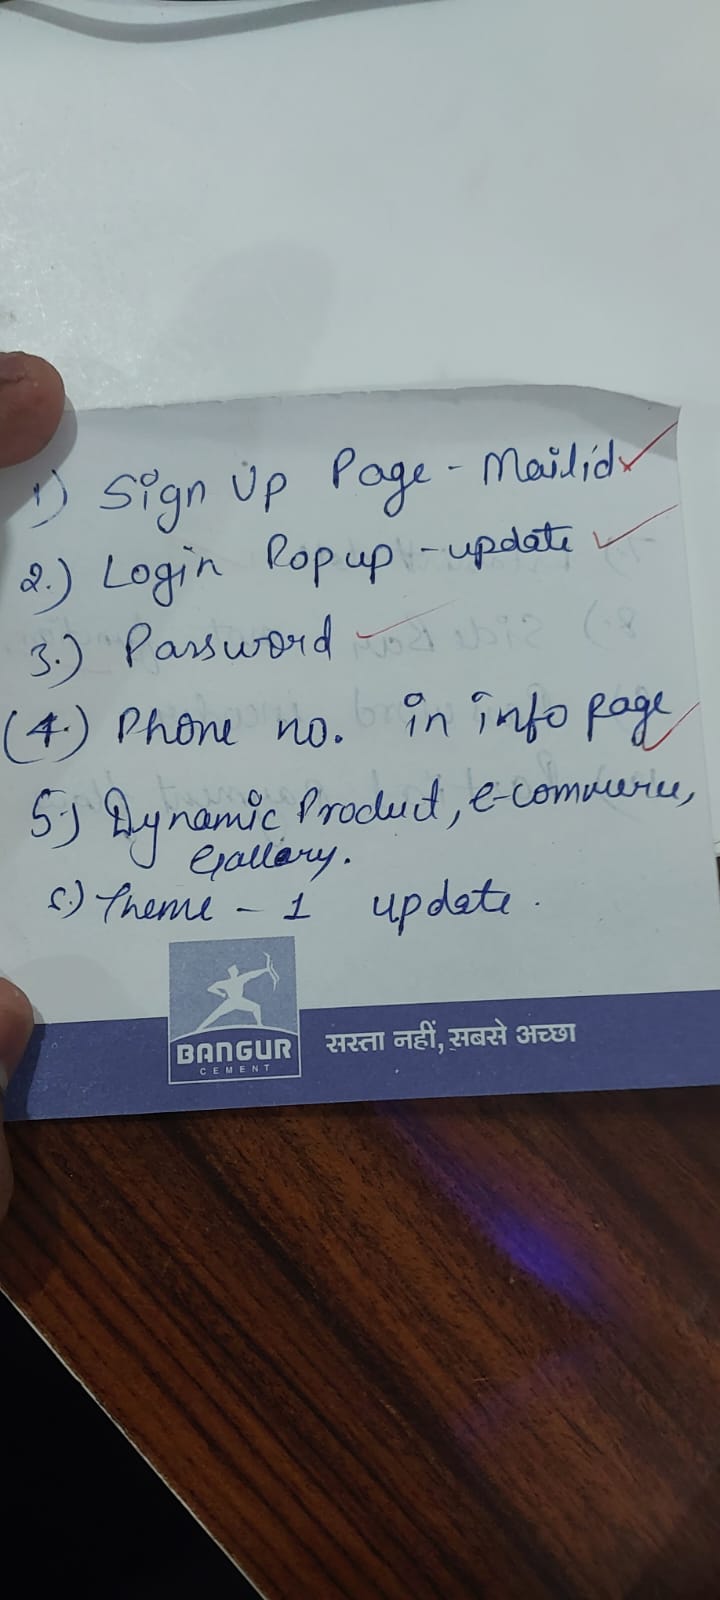 1) Sign Up Page - Mailid ✓
2.) Login Popup - update ✓
3.) Password ✓
(4.) Phone no. in info page ✓
5.) Dynamic Product, e-commerce,
Gallary.
6.) Theme - 1 update.
BANGUR
CEMENT
सस्ता नहीं, सबसे अच्छा